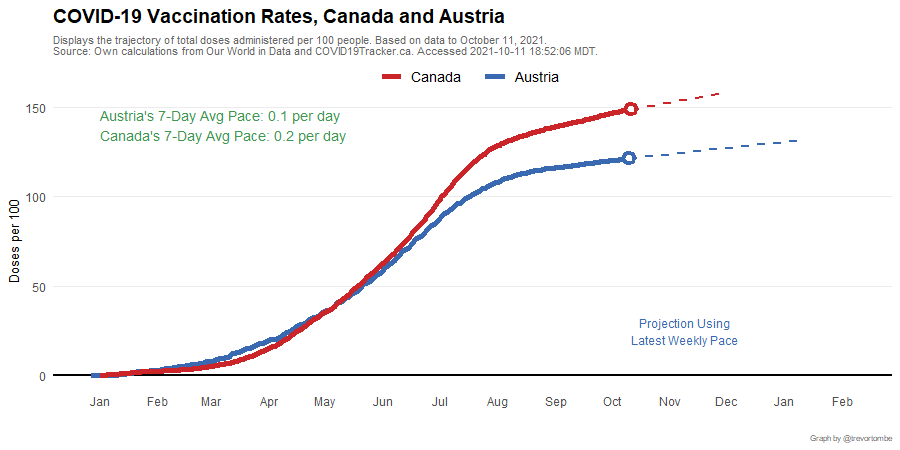 COVID-19 Vaccination Rates, Canada and Austria
Displays the trajectory of total doses administered per 100 people. Based on data to October 11, 2021.
Source: Own calculations from Our World in Data and COVID19Tracker.ca. Accessed 2021-10-11 18:52:06 MDT.
Canada Austria
Austria's 7-Day Avg Pace: 0.1 per day
Canada's 7-Day Avg Pace: 0.2 per day
150
100
50
0
Doses per 100
Projection Using
Latest Weekly Pace
Jan Feb Mar Apr May Jun Jul Aug Sep Oct Nov Dec Jan Feb
Graph by @trevortombe